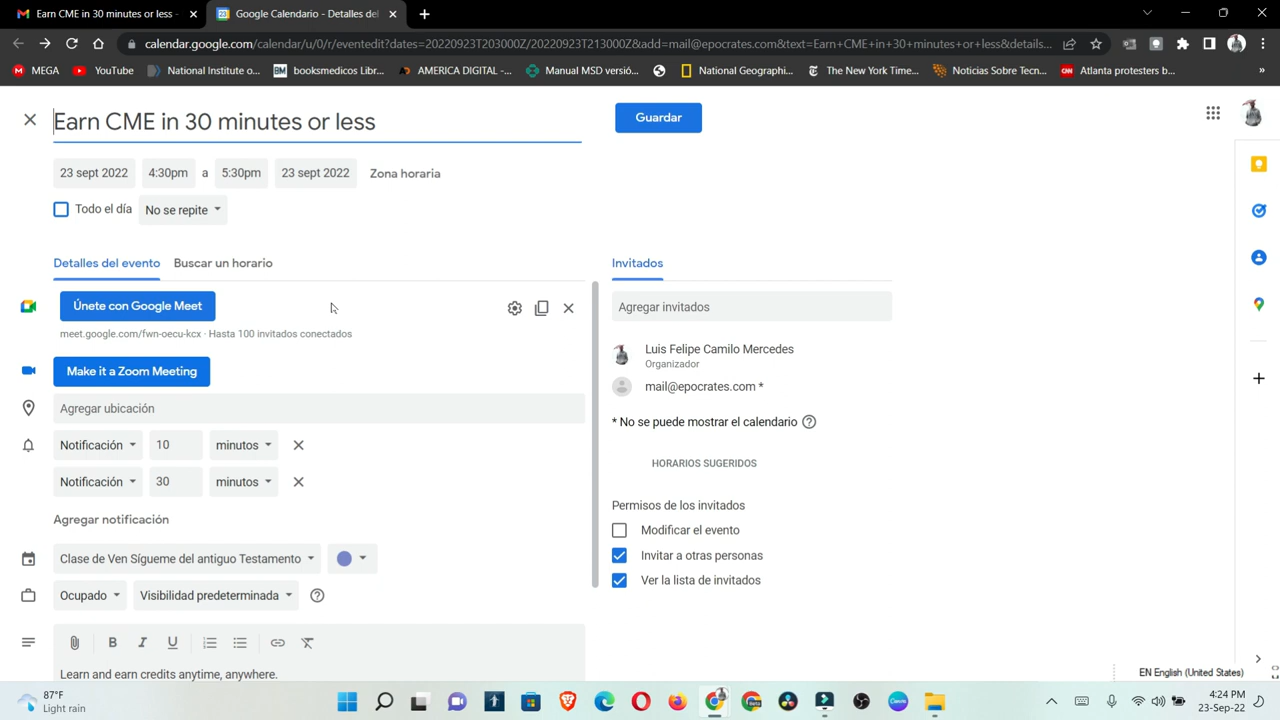 Earn CME in 30 minutes or less -
Google Calendario - Detalles del
calendar.google.com/calendar/u/0/r/eventedit?dates=20220923T203000Z/20220923T213000Z&add=mail@epocrates.com&text=Earn+CME+in+30+minutes+or+less&details...
MEGA
YouTube
National Institute o...
BM booksmedicos Libr...
AMERICA DIGITAL -...
Manual MSD versió...
National Geographi...
The New York Time...
Noticias Sobre Tecn...
CNN Atlanta protesters b...
Earn CME in 30 minutes or less
Guardar
23 sept 2022 4:30pm a 5:30pm 23 sept 2022 Zona horaria
Todo el día No se repite
Detalles del evento Buscar un horario
Únete con Google Meet
meet.google.com/fwn-oecu-kcx · Hasta 100 invitados conectados
Make it a Zoom Meeting
Agregar ubicación
Notificación 10 minutos
Notificación 30 minutos
Agregar notificación
Clase de Ven Sígueme del antiguo Testamento
Ocupado Visibilidad predeterminada
B I U
Learn and earn credits anytime, anywhere.
Invitados
Agregar invitados
Luis Felipe Camilo Mercedes
Organizador
mail@epocrates.com *
* No se puede mostrar el calendario
HORARIOS SUGERIDOS
Permisos de los invitados
Modificar el evento
Invitar a otras personas
Ver la lista de invitados
EN English (United States)
87°F
Light rain
4:24 PM
23-Sep-22